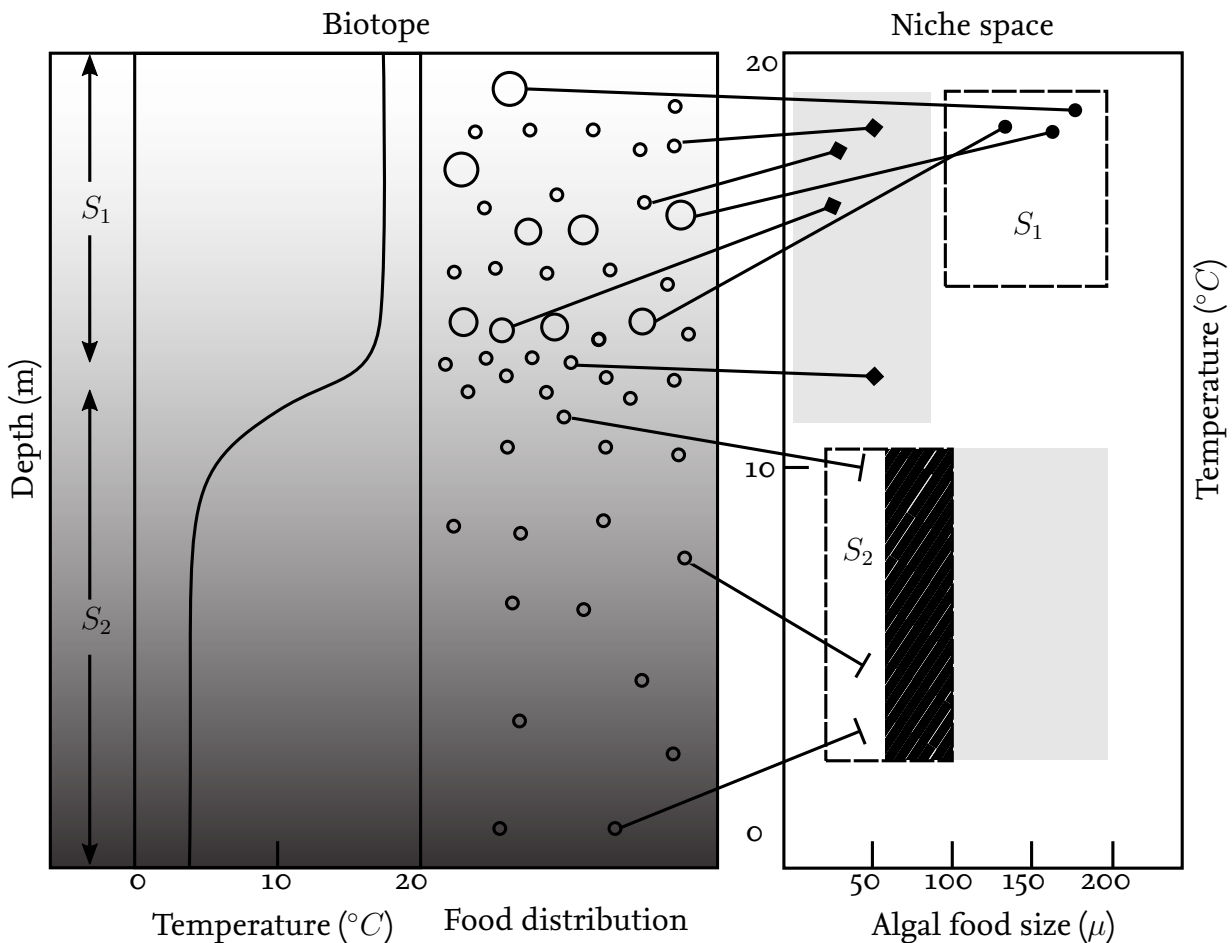 Biotope
Niche space
S₁
S₂
Depth (m)
0
10
20
Temperature (°C)
Food distribution
20
10
0
S₁
S₂
50
100
150
200
Algal food size (μ)
Temperature (°C)